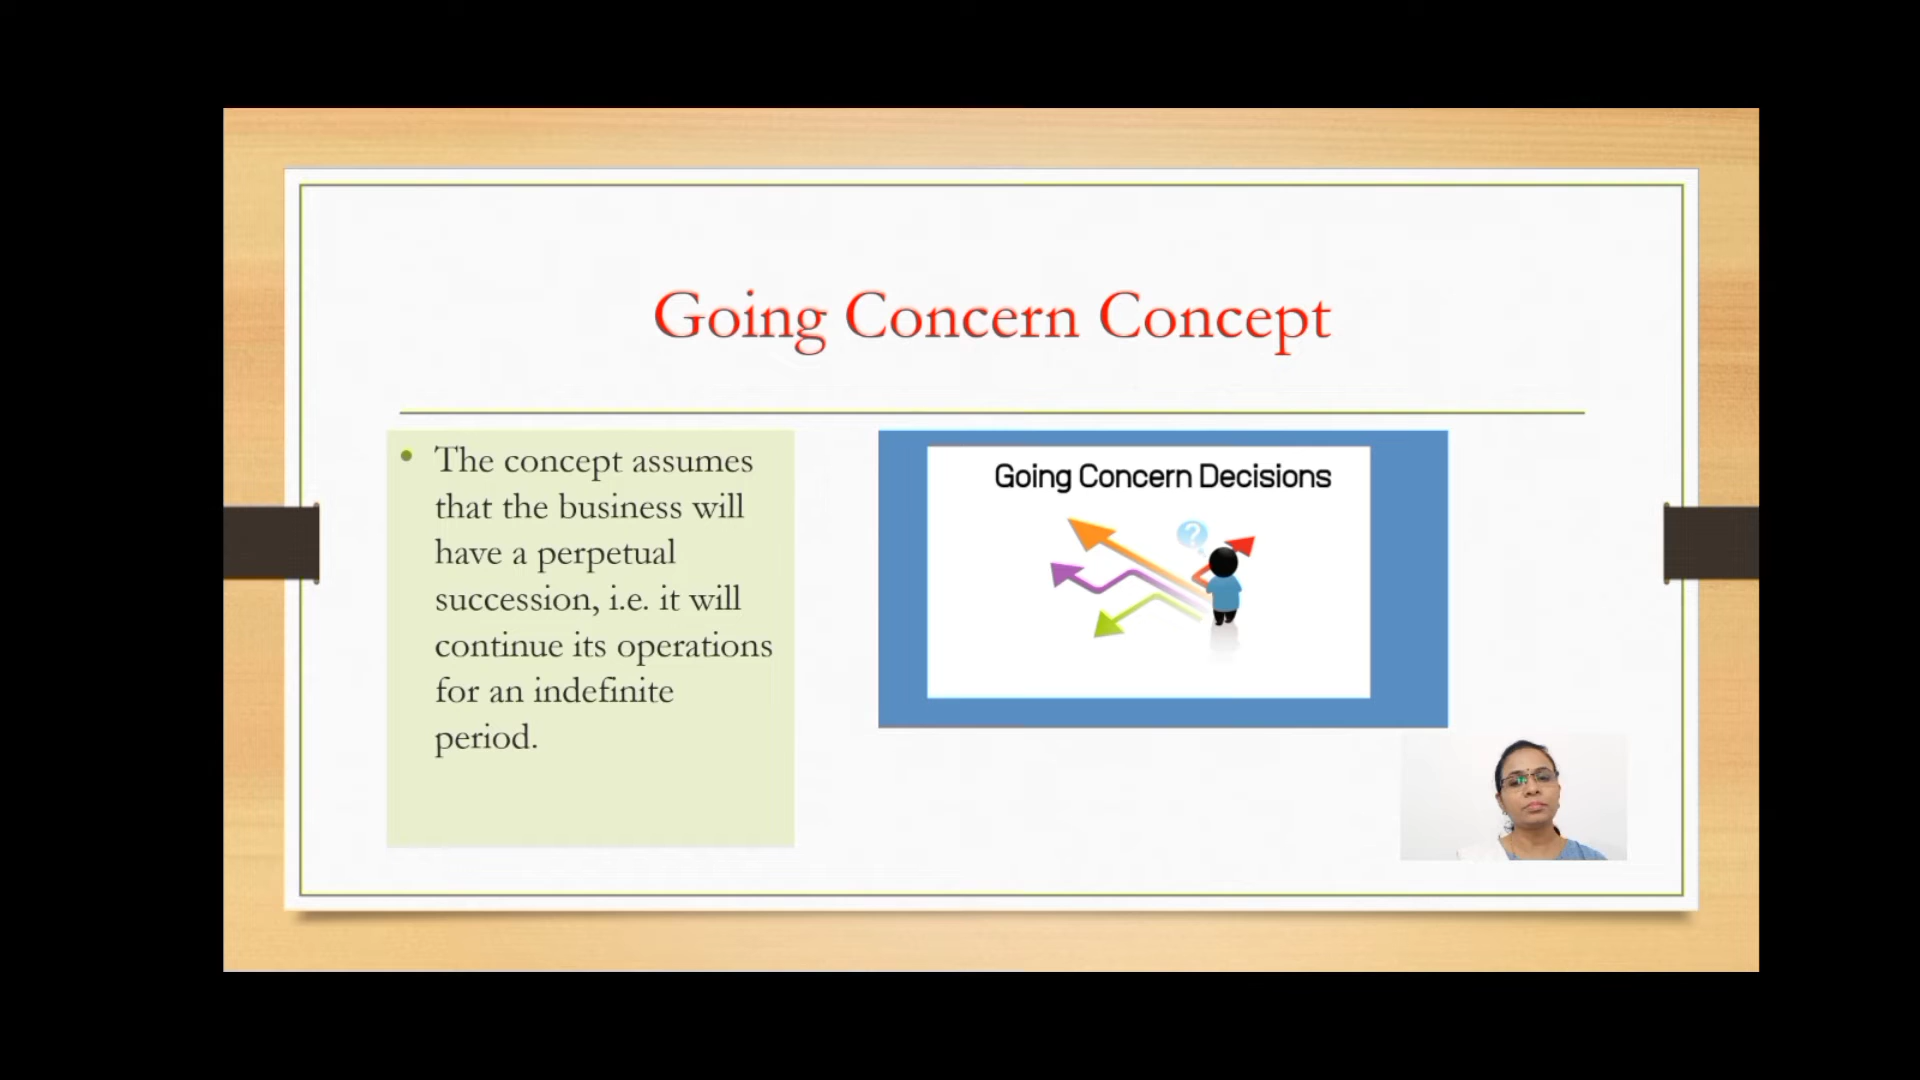 Going Concern Concept
• The concept assumes
that the business will
have a perpetual
succession, i.e. it will
continue its operations
for an indefinite
period.
Going Concern Decisions
?